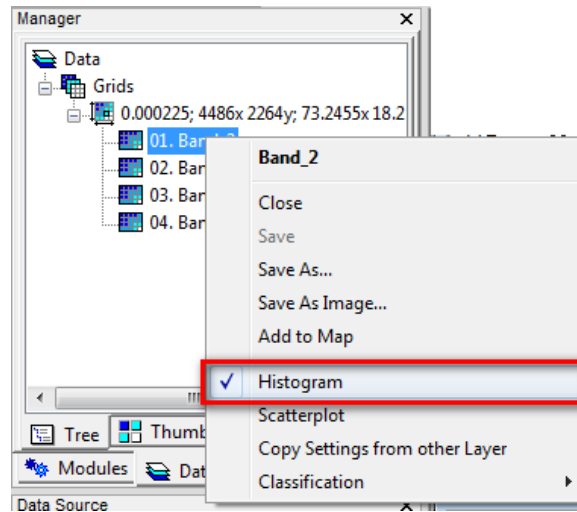 Manager
Data
Grids
0.000225; 4486x 2264y; 73.2455x 18.2
01.
02. Bar
03. Bar
04. Bar
Band_2
Close
Save
Save As...
Save As Image...
Add to Map
Histogram
Scatterplot
Copy Settings from other Layer
Classification
Tree Thumb
Modules Dat
Data Source